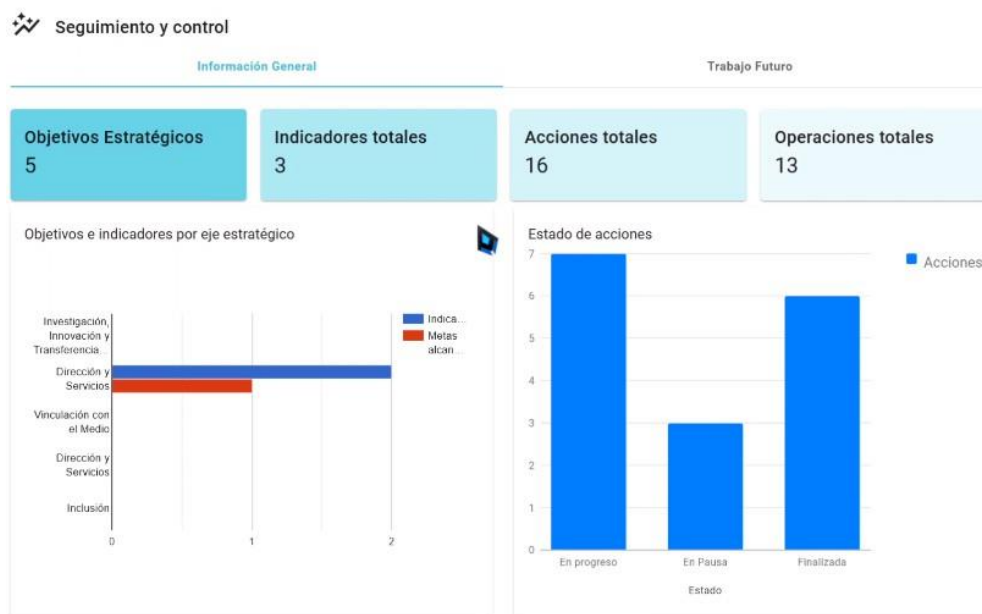 Seguimiento y control
Información General
Trabajo Futuro
Objetivos Estratégicos
5
Indicadores totales
3
Acciones totales
16
Operaciones totales
13
Objetivos e indicadores por eje estratégico
Investigación,
Innovación y
Transferencia...
Dirección y
Servicios
Vinculación con
el Medio
Dirección y
Servicios
Inclusión
0
1
2
Indica...
Metas
alcan...
Estado de acciones
7
6
5
4
3
2
1
0
En progreso
En Pausa
Finalizada
Estado
Acciones